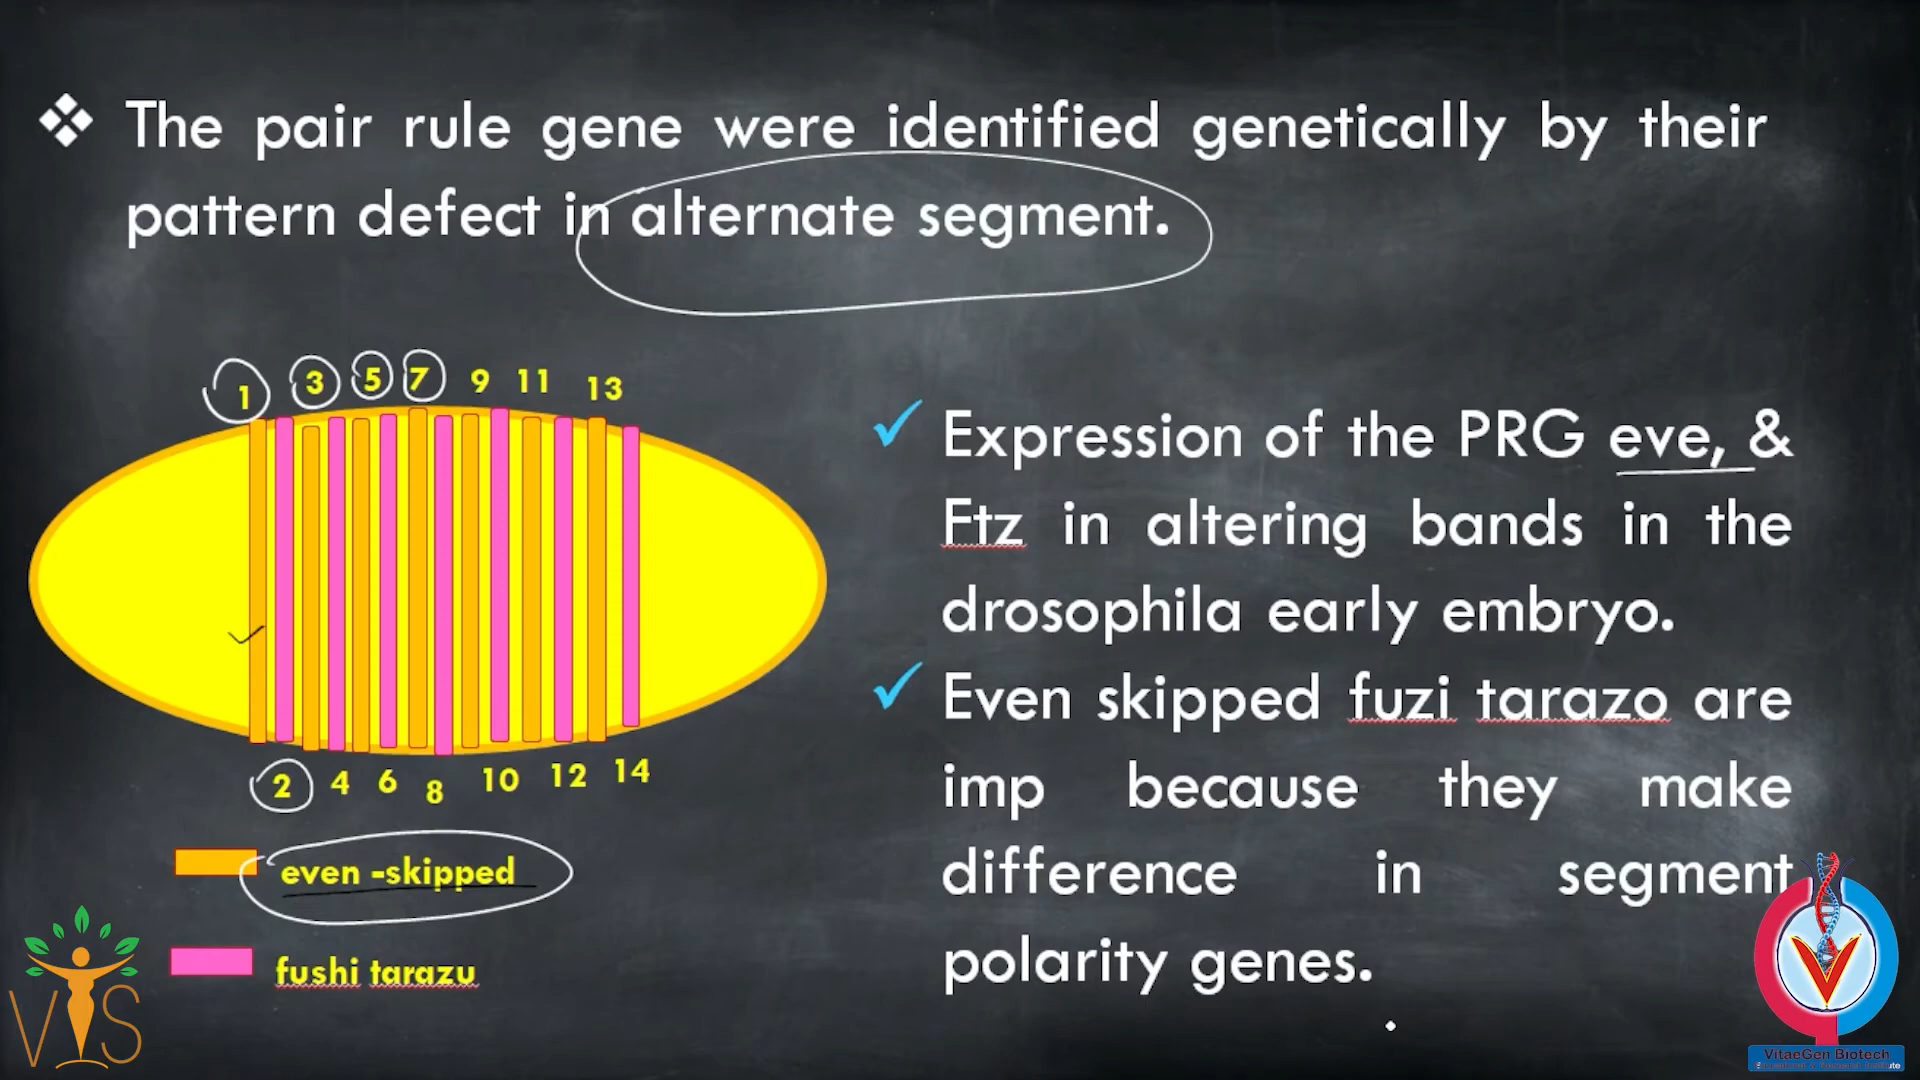 The pair rule gene were identified genetically by their
pattern defect in alternate segment.
1 3 5 7 9 11 13
2 4 6 8 10 12 14
even -skipped
fushi tarazu
Expression of the PRG eve, &
Ftz in altering bands in the
drosophila early embryo.
Even skipped fuzi tarazo are
imp because they make
difference in segment
polarity genes.
VIS
V
VitaeGen Biotech